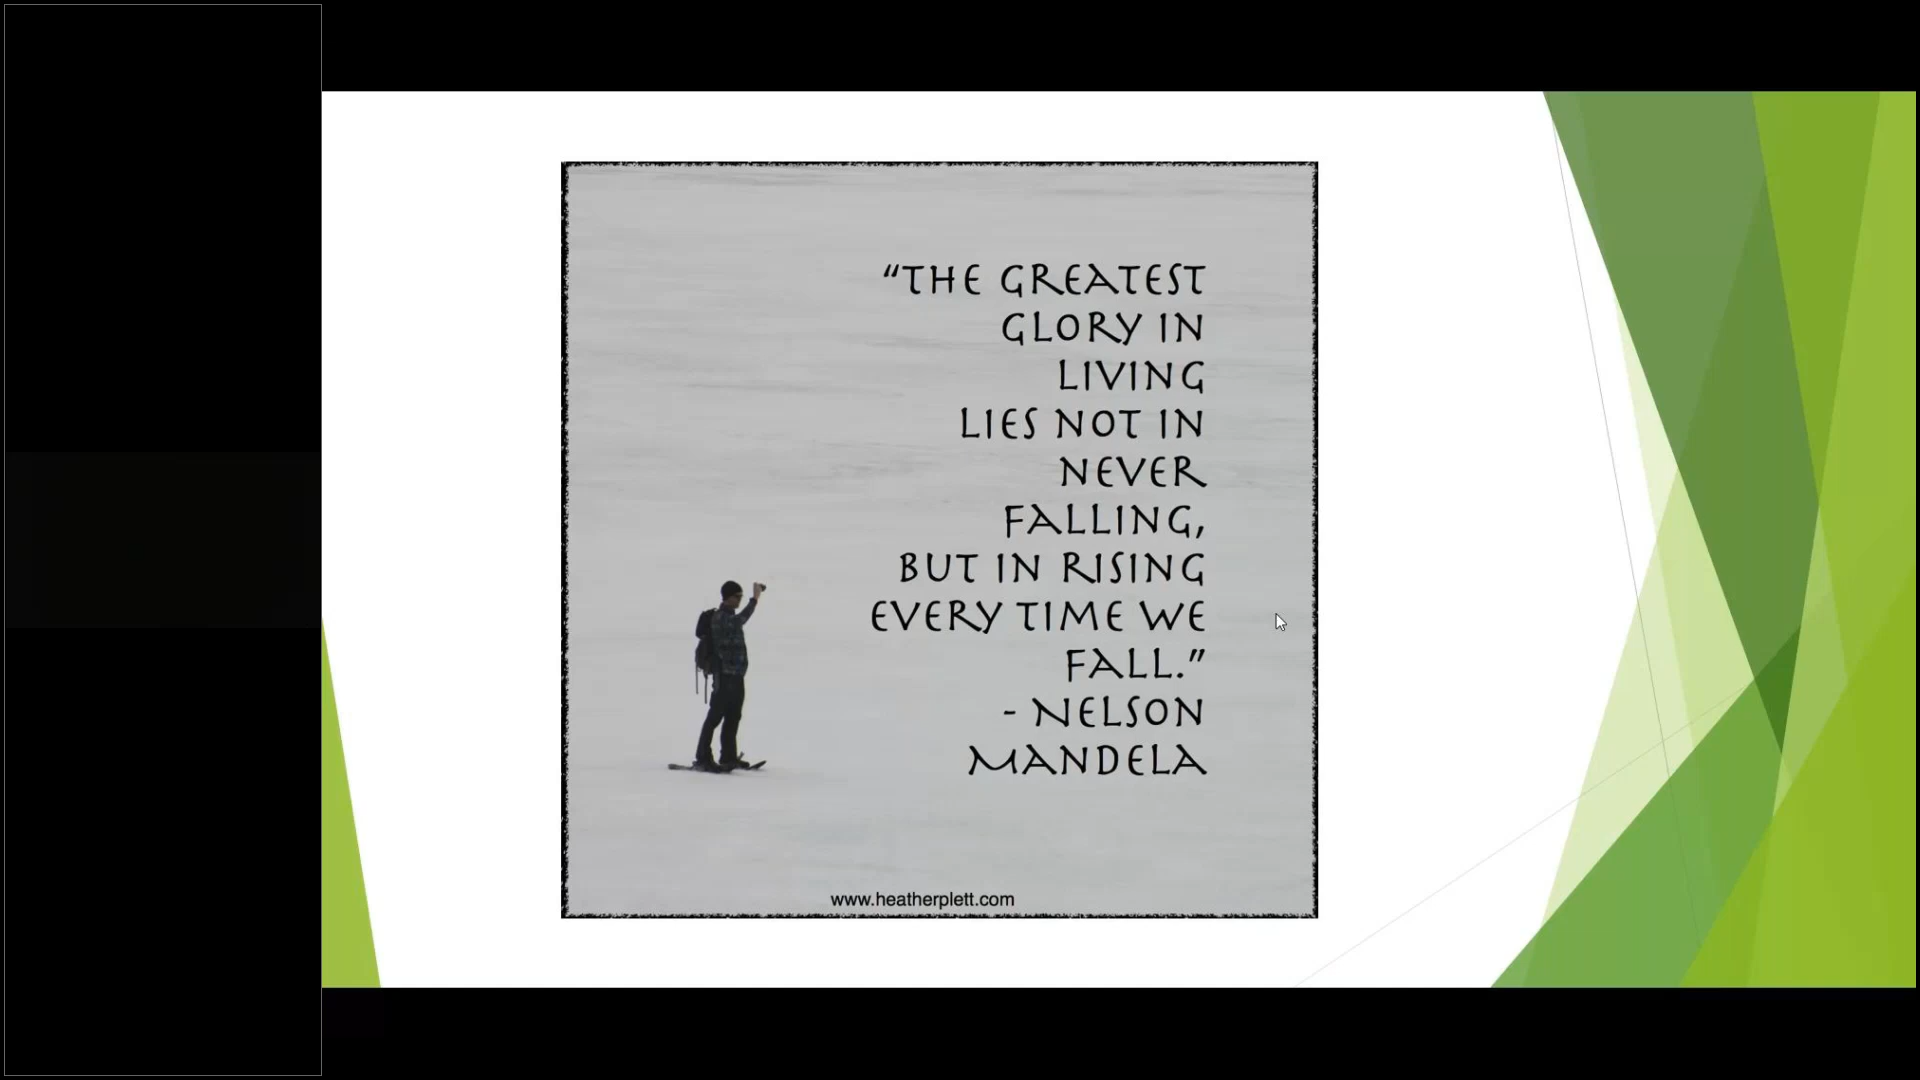 “THE GREATEST
GLORY IN
LIVING
LIES NOT IN
NEVER
FALLING,
BUT IN RISING
EVERY TIME WE
FALL.”
- NELSON
MANDELA
www.heatherplett.com